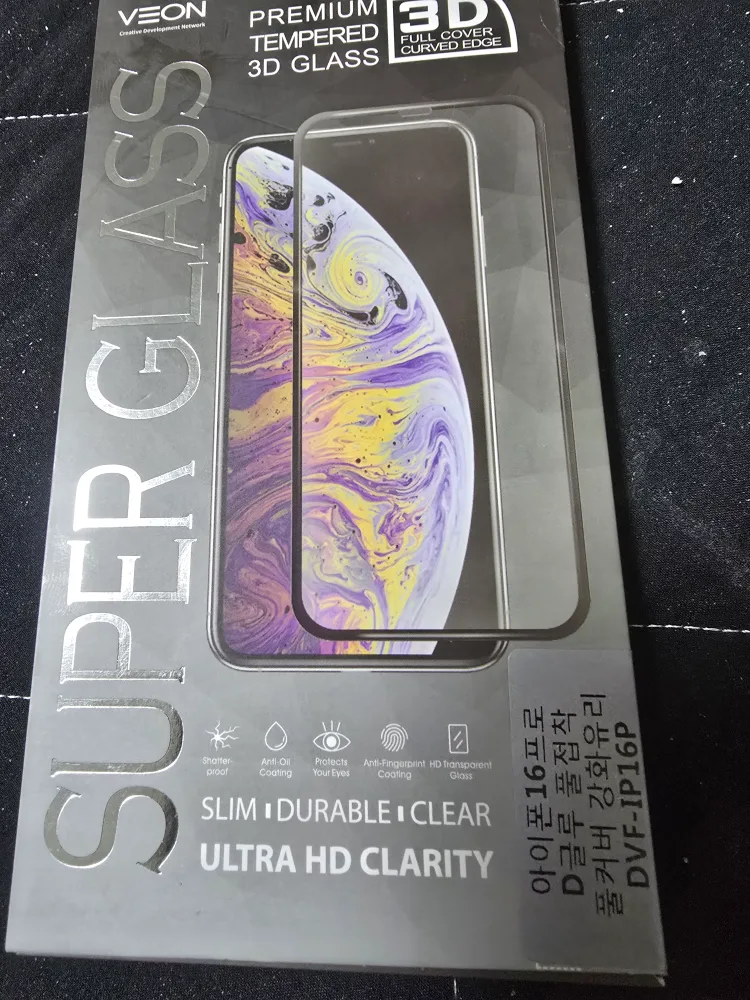 VEON
Creative Development Network
PREMIUM
TEMPERED
3D GLASS
3D
FULL COVER
CURVED EDGE
SUPER GLASS
Shatter-
proof
Anti-Oil
Coating
Protects
Your Eyes
Anti-Fingerprint
Coating
HD Transparent
Glass
SLIM DURABLE CLEAR
ULTRA HD CLARITY
아이폰16프로
D글루 풀접착
풀커버 강화유리
DVF-IP16P